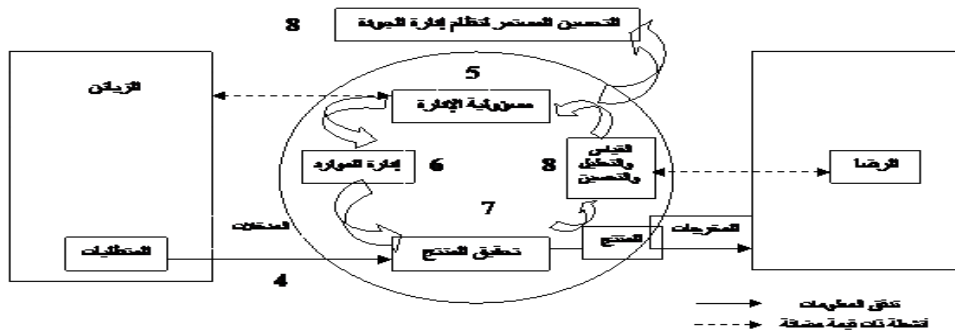 8
التحسين المستمر لنظام إدارة الجودة
5
الزبائن
مسؤولية الإدارة
القياس
والتحليل
والتحسين
8
6
إدارة الموارد
الرضا
7
المدخلات
المخرجات
المتطلبات
تحقيق المنتج
المنتج
4
تدفق المعلومات
أنشطة ذات قيمة مضافة